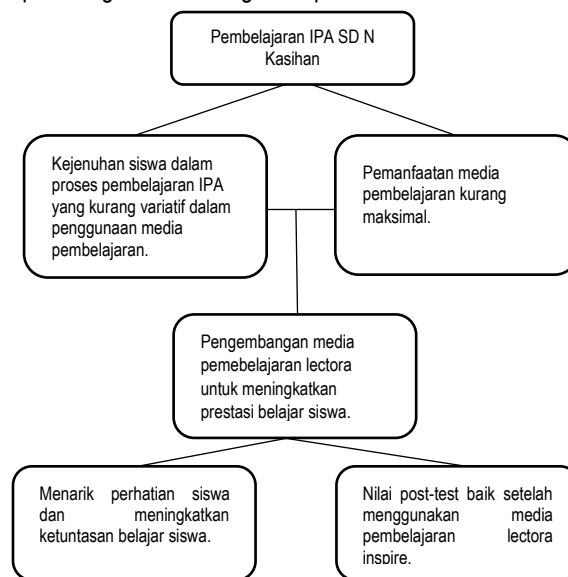 Pembelajaran IPA SD N
Kasihan
Kejenuhan siswa dalam
proses pembelajaran IPA
yang kurang variatif dalam
penggunaan media
pembelajaran.
Pemanfaatan media
pembelajaran kurang
maksimal.
Pengembangan media
pemebelajaran lectora
untuk meningkatkan
prestasi belajar siswa.
Menarik perhatian siswa
dan meningkatkan
ketuntasan belajar siswa.
Nilai post-test baik setelah
menggunakan media
pembelajaran lectora
inspire.